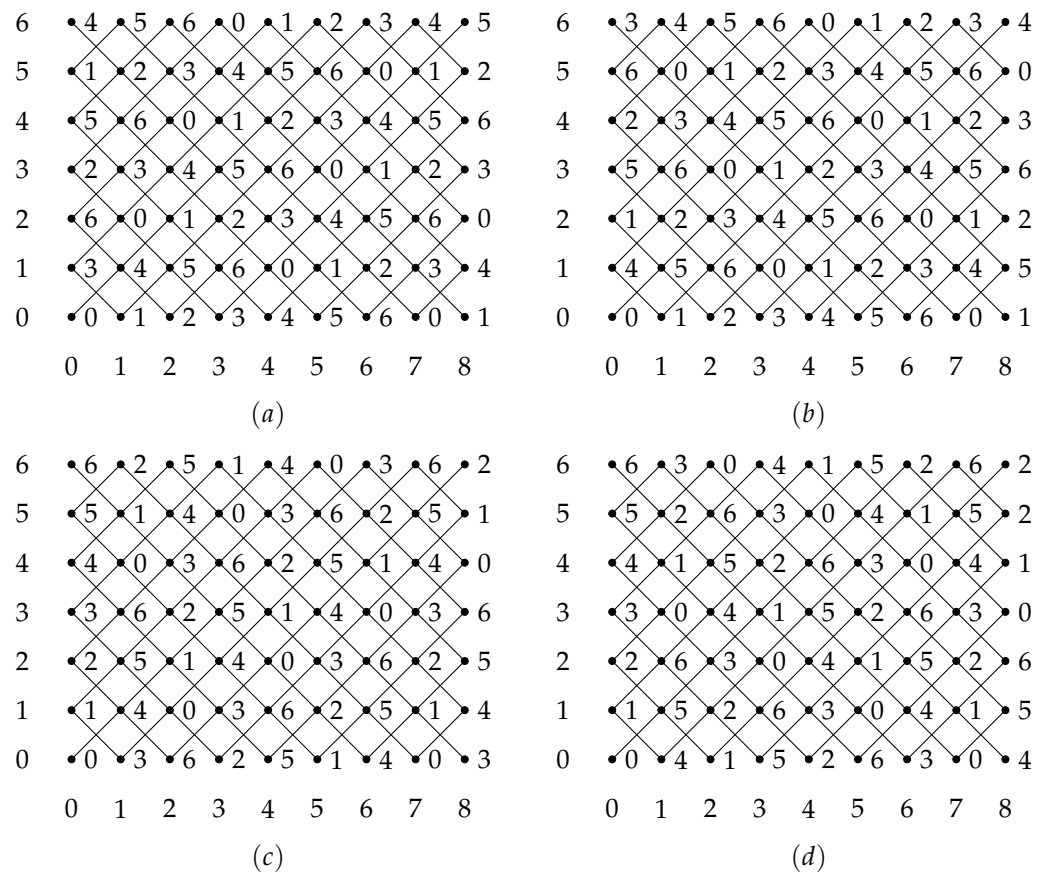 6 4 5 6 0 1 2 3 4 5
5 1 2 3 4 5 6 0 1 2
4 5 6 0 1 2 3 4 5 6
3 2 3 4 5 6 0 1 2 3
2 6 0 1 2 3 4 5 6 0
1 3 4 5 6 0 1 2 3 4
0 0 1 2 3 4 5 6 0 1
0 1 2 3 4 5 6 7 8
(a)
6 3 4 5 6 0 1 2 3 4
5 6 0 1 2 3 4 5 6 0
4 2 3 4 5 6 0 1 2 3
3 5 6 0 1 2 3 4 5 6
2 1 2 3 4 5 6 0 1 2
1 4 5 6 0 1 2 3 4 5
0 0 1 2 3 4 5 6 0 1
0 1 2 3 4 5 6 7 8
(b)
6 6 2 5 1 4 0 3 6 2
5 5 1 4 0 3 6 2 5 1
4 4 0 3 6 2 5 1 4 0
3 3 6 2 5 1 4 0 3 6
2 2 5 1 4 0 3 6 2 5
1 1 4 0 3 6 2 5 1 4
0 0 3 6 2 5 1 4 0 3
0 1 2 3 4 5 6 7 8
(c)
6 6 3 0 4 1 5 2 6 2
5 5 2 6 3 0 4 1 5 2
4 4 1 5 2 6 3 0 4 1
3 3 0 4 1 5 2 6 3 0
2 2 6 3 0 4 1 5 2 6
1 1 5 2 6 3 0 4 1 5
0 0 4 1 5 2 6 3 0 4
0 1 2 3 4 5 6 7 8
(d)